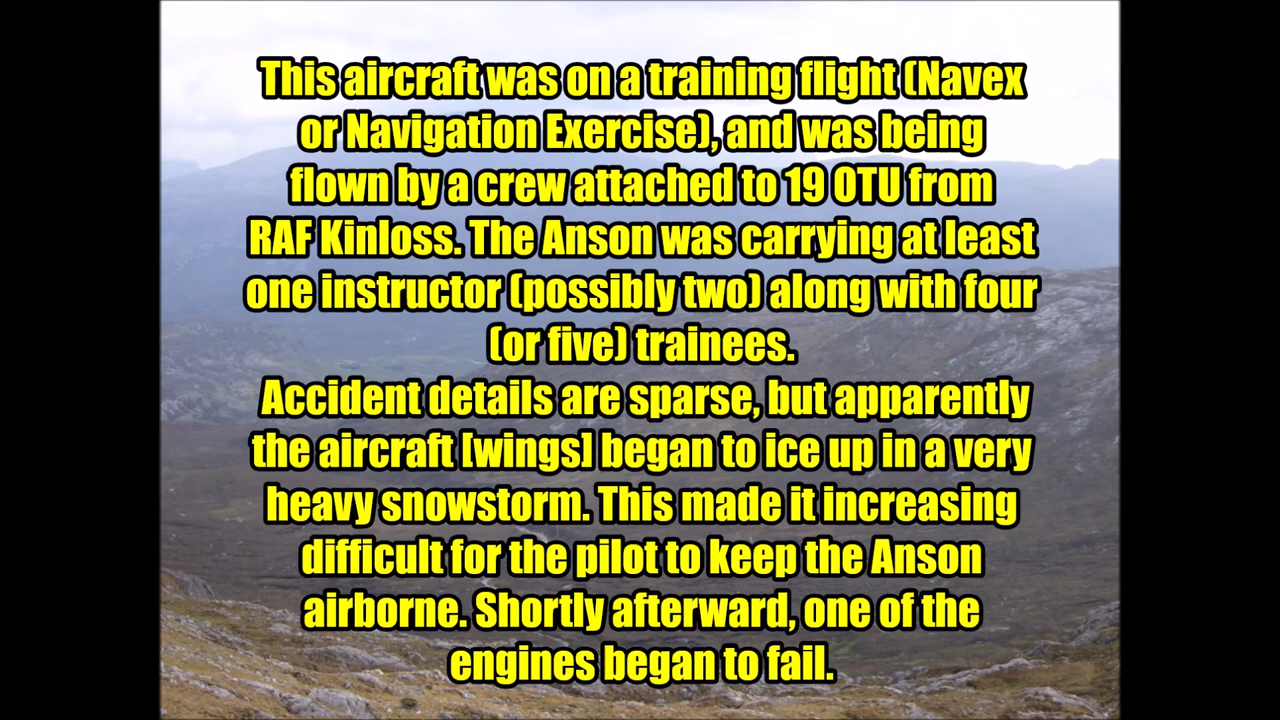 This aircraft was on a training flight (Navex
or Navigation Exercise), and was being
flown by a crew attached to 19 OTU from
RAF Kinloss. The Anson was carrying at least
one instructor (possibly two) along with four
(or five) trainees.
Accident details are sparse, but apparently
the aircraft [wings] began to ice up in a very
heavy snowstorm. This made it increasing
difficult for the pilot to keep the Anson
airborne. Shortly afterward, one of the
engines began to fail.